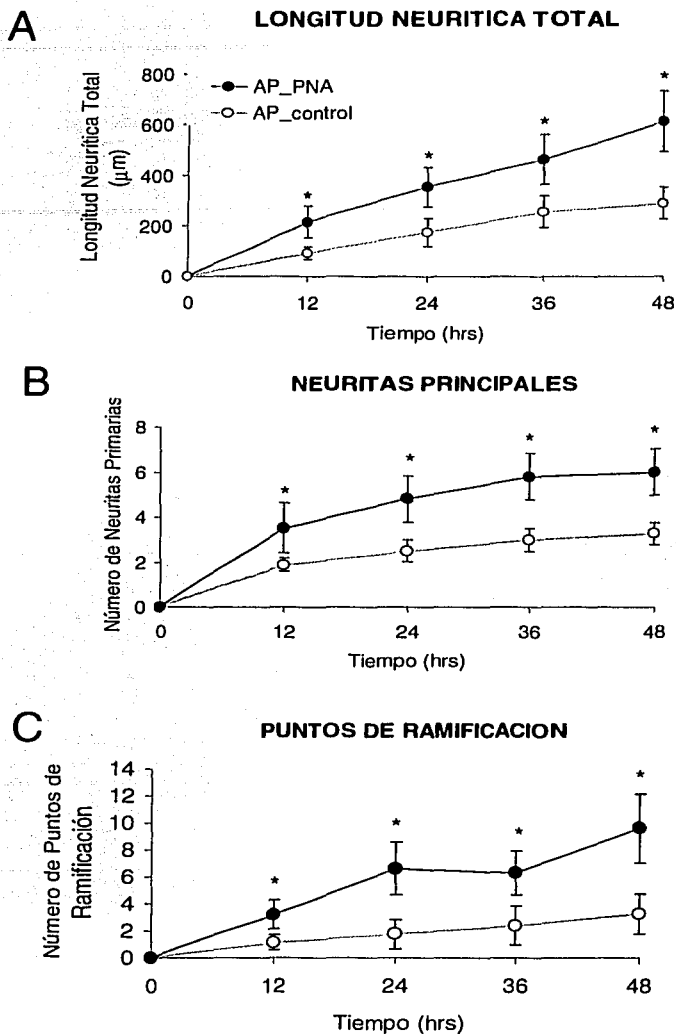 A
LONGITUD NEURITICA TOTAL
Longitud Neurítica Total
(µm)
800
600
400
200
0
AP_PNA
AP_control
*
*
*
*
0 12 24 36 48
Tiempo (hrs)
B
NEURITAS PRINCIPALES
Número de Neuritas Primarias
8
6
4
2
0
*
*
*
*
0 12 24 36 48
Tiempo (hrs)
C
PUNTOS DE RAMIFICACION
Número de Puntos de
Ramificación
14
12
10
8
6
4
2
0
*
*
*
*
0 12 24 36 48
Tiempo (hrs)